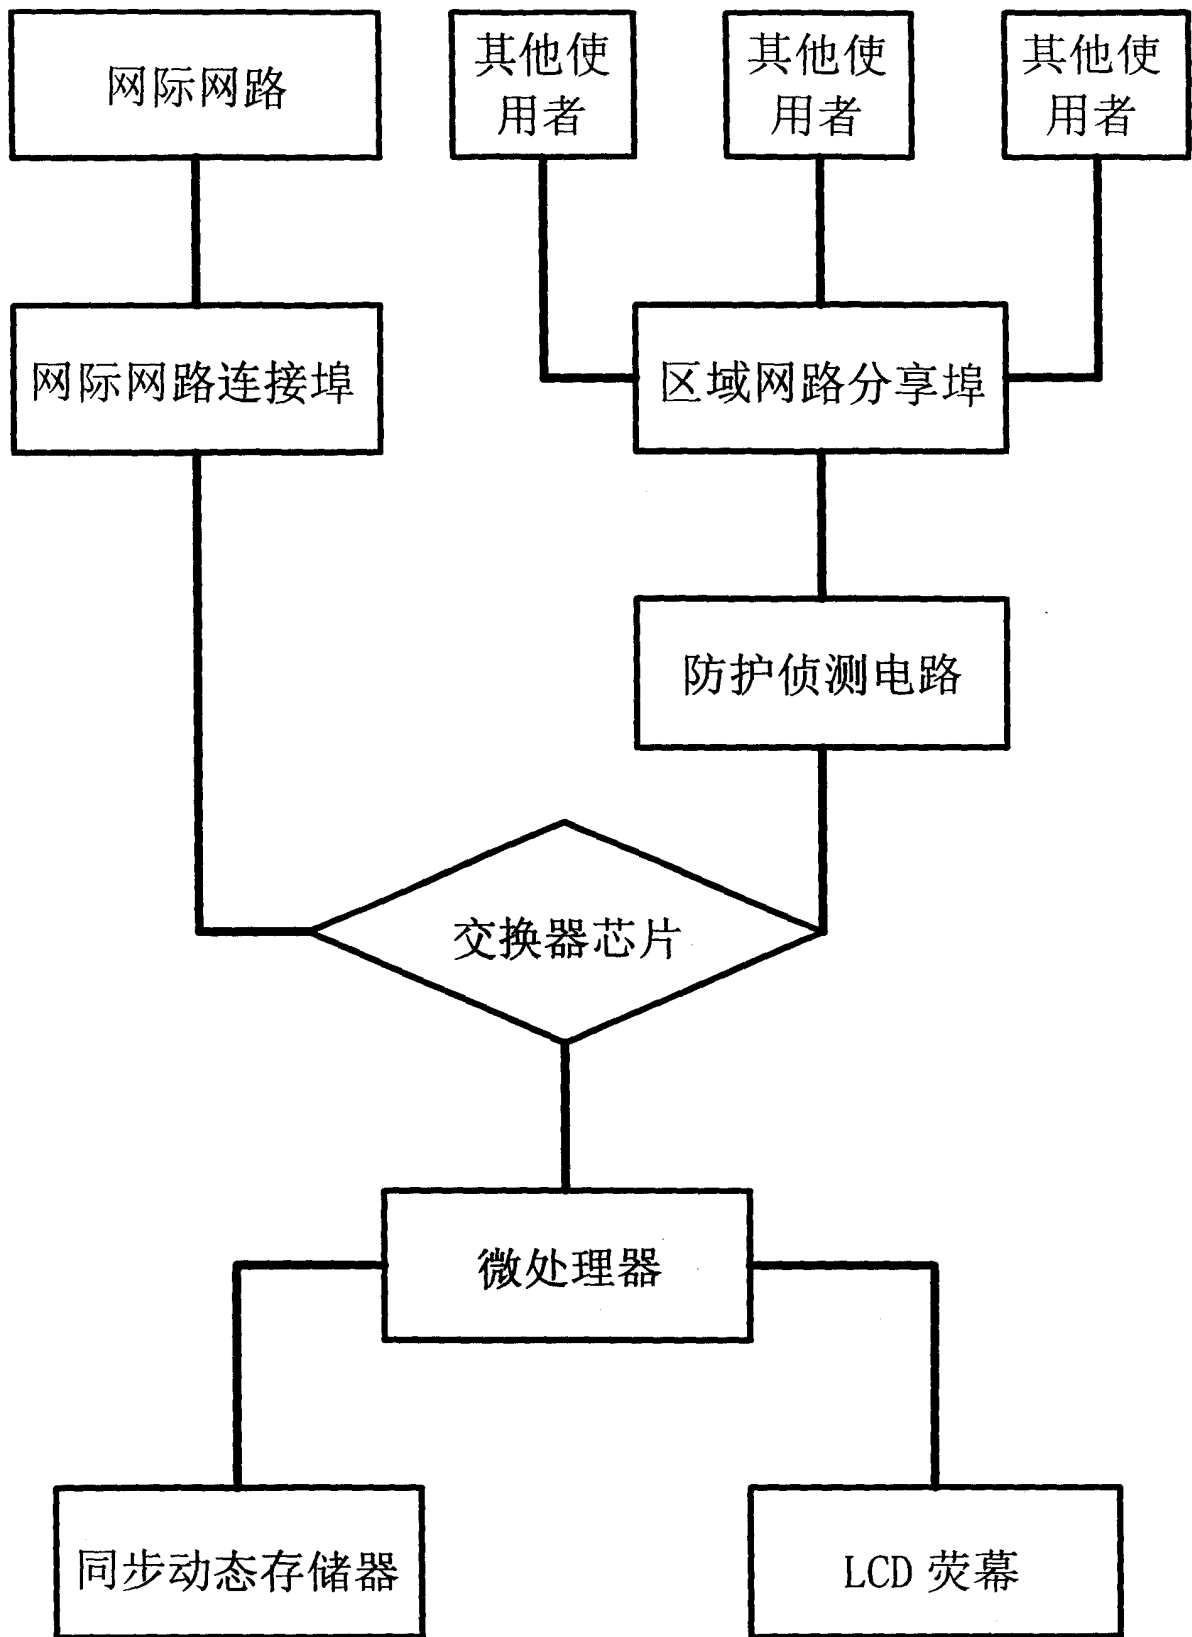 网际网路
其他使
用者
其他使
用者
其他使
用者
网际网路连接埠
区域网路分享埠
防护侦测电路
交换器芯片
微处理器
同步动态存储器
LCD 荧幕